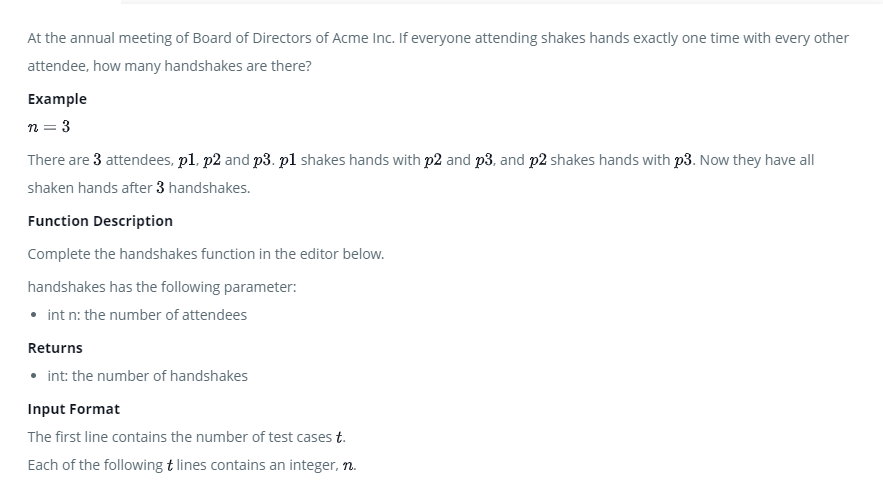 At the annual meeting of Board of Directors of Acme Inc. If everyone attending shakes hands exactly one time with every other
attendee, how many handshakes are there?
Example
n = 3
There are 3 attendees, p1, p2 and p3. p1 shakes hands with p2 and p3, and p2 shakes hands with p3. Now they have all
shaken hands after 3 handshakes.
Function Description
Complete the handshakes function in the editor below.
handshakes has the following parameter:
• int n: the number of attendees
Returns
• int: the number of handshakes
Input Format
The first line contains the number of test cases t.
Each of the following t lines contains an integer, n.